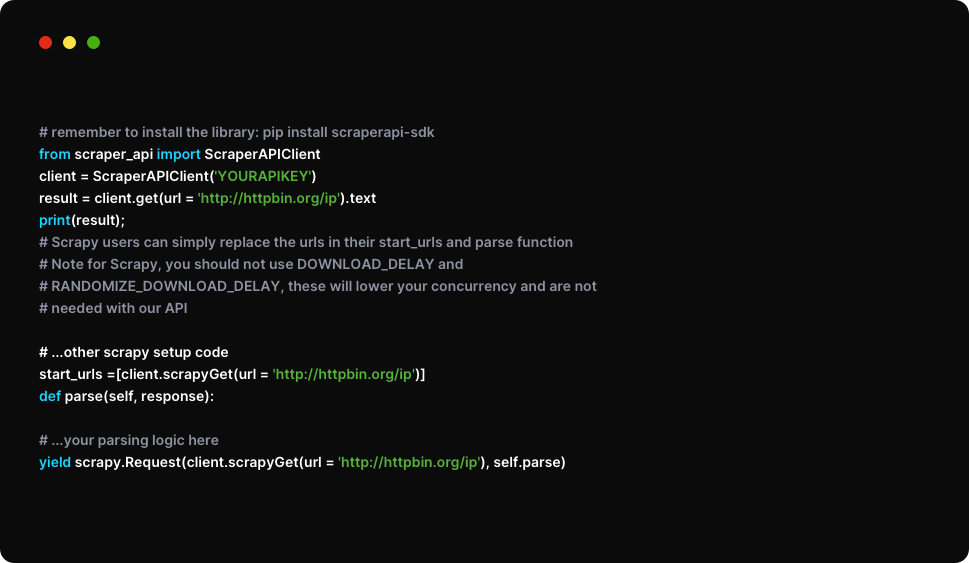 # remember to install the library: pip install scraperapi-sdk
from scraper_api import ScraperAPIClient
client = ScraperAPIClient('YOURAPIKEY')
result = client.get(url = 'http://httpbin.org/ip').text
print(result);
# Scrapy users can simply replace the urls in their start_urls and parse function
# Note for Scrapy, you should not use DOWNLOAD_DELAY and
# RANDOMIZE_DOWNLOAD_DELAY, these will lower your concurrency and are not
# needed with our API
# ...other scrapy setup code
start_urls =[client.scrapyGet(url = 'http://httpbin.org/ip')]
def parse(self, response):
# ...your parsing logic here
yield scrapy.Request(client.scrapyGet(url = 'http://httpbin.org/ip'), self.parse)